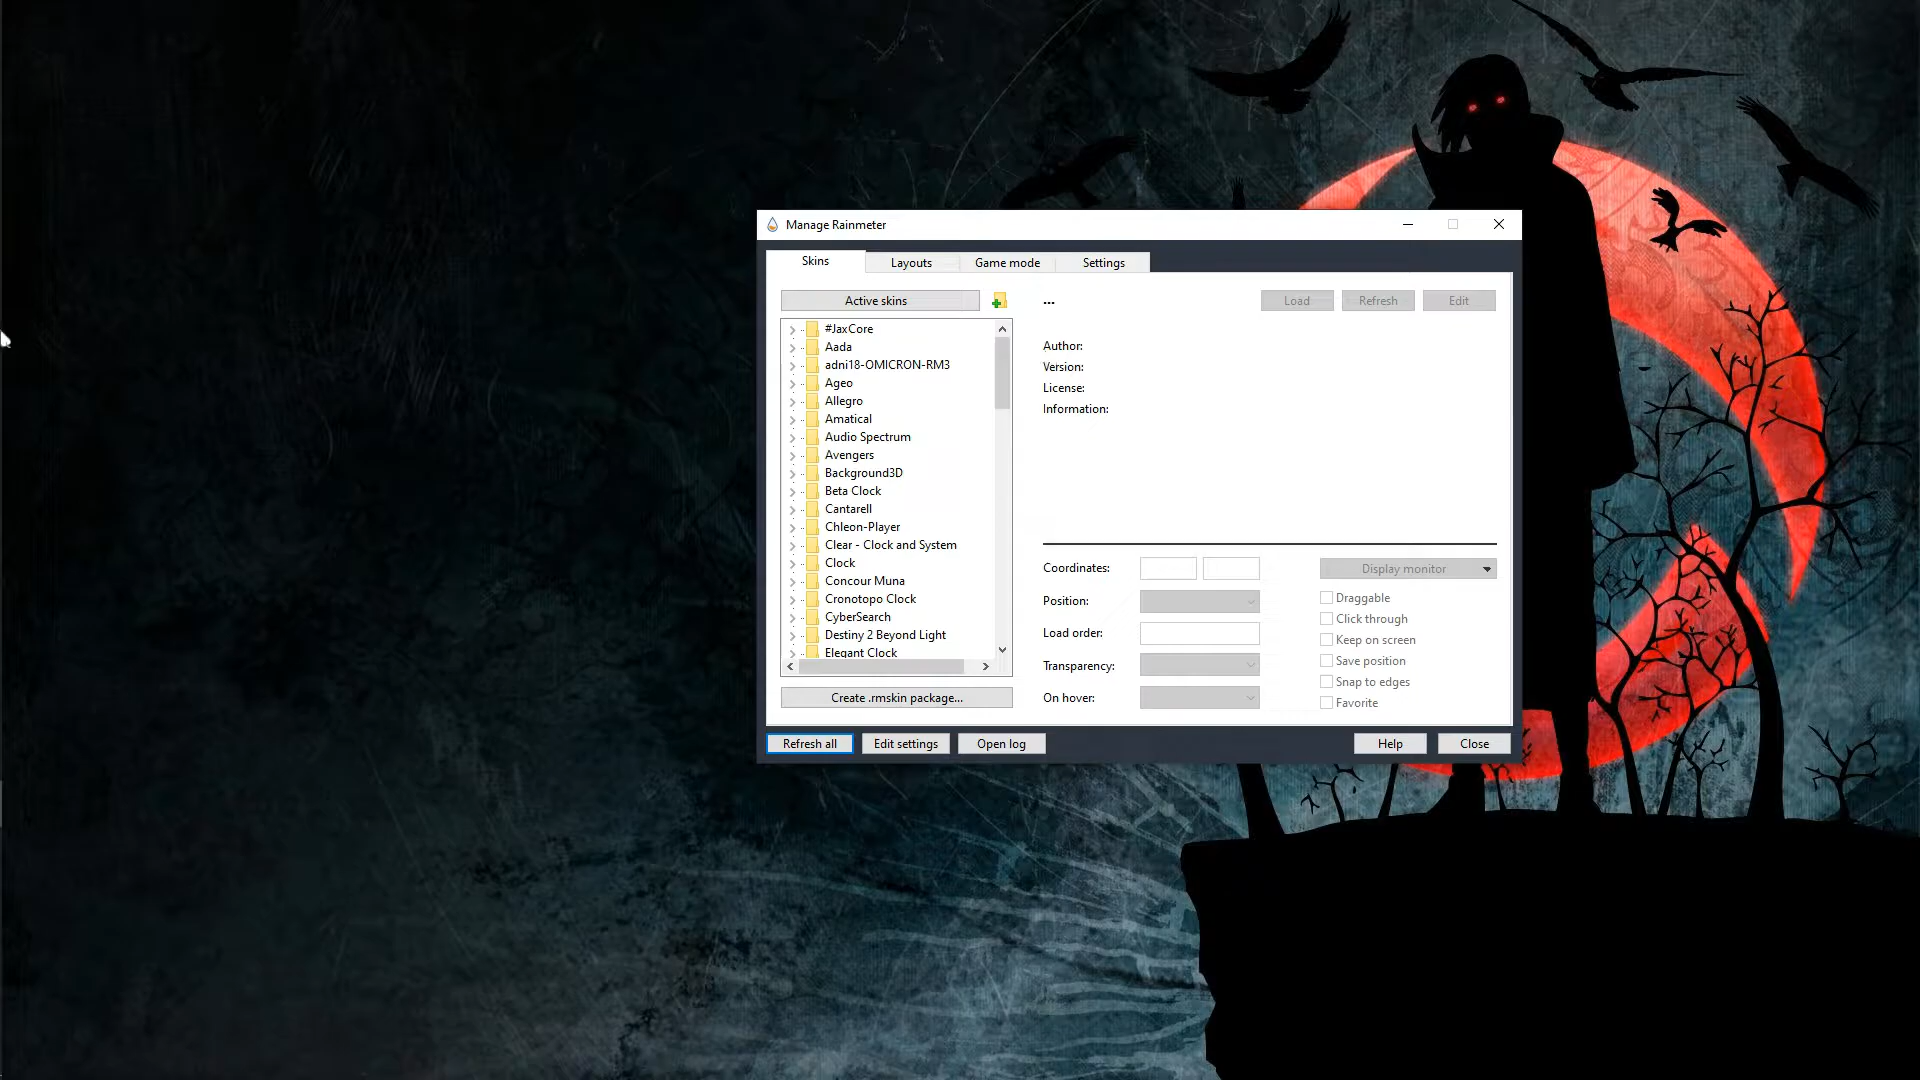 Manage Rainmeter
Skins
Layouts
Game mode
Settings
Active skins
...
Load
Refresh
Edit
#JaxCore
Aada
adni18-OMICRON-RM3
Ageo
Allegro
Amatical
Audio Spectrum
Avengers
Background3D
Beta Clock
Cantarell
Chleon-Player
Clear - Clock and System
Clock
Concour Muna
Cronotopo Clock
CyberSearch
Destiny 2 Beyond Light
Elegant Clock
Create .rmskin package...
Author:
Version:
License:
Information:
Coordinates:
Position:
Load order:
Transparency:
On hover:
Display monitor
Draggable
Click through
Keep on screen
Save position
Snap to edges
Favorite
Refresh all
Edit settings
Open log
Help
Close